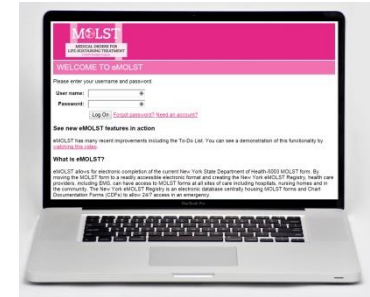 MOLST
MEDICAL ORDERS FOR
LIFE SUSTAINING TREATMENT
WELCOME TO eMOLST
Please enter your username and password.
User name:
Password:
Log On Forgot password? Need an account?
See new eMOLST features in action
eMOLST has many recent improvements including the To-Do List. You can see a demonstration of this functionality by
watching this video.
What is eMOLST?
eMOLST allows for electronic completion of the current New York State Department of Health-5003 MOLST form. By
moving the MOLST form to a readily accessible electronic format and creating the New York eMOLST Registry, health care
providers, including EMS, can have access to MOLST forms at all sites of care including hospitals, nursing homes and in
the community. The New York eMOLST Registry is an electronic database centrally housing MOLST forms and Chart
Documentation Forms (CDFs) to allow 24/7 access in an emergency.
MacBook Pro